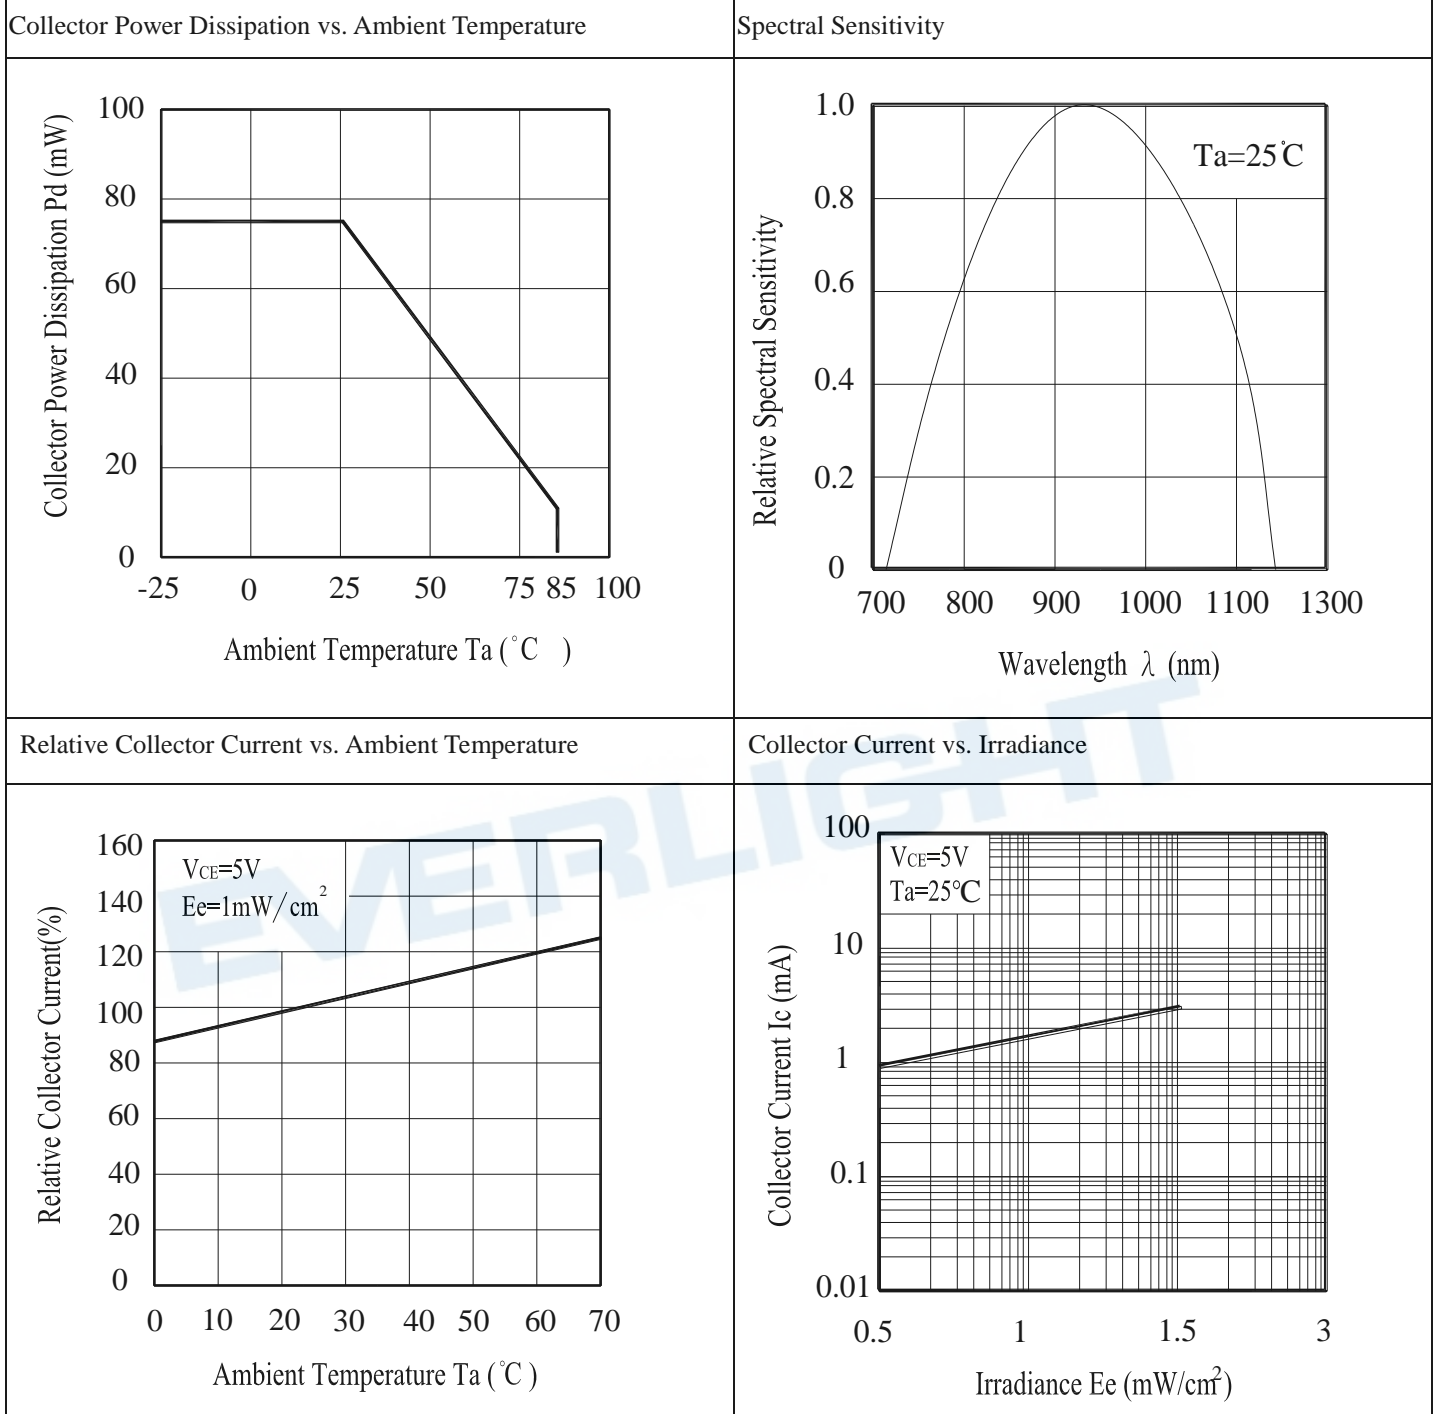 Collector Power Dissipation vs. Ambient Temperature
Spectral Sensitivity
Collector Power Dissipation Pd (mW)
100
80
60
40
20
0
-25 0 25 50 75 85 100
Ambient Temperature Ta (°C )
Relative Spectral Sensitivity
1.0
0.8
0.6
0.4
0.2
0
Ta=25℃
700 800 900 1000 1100 1300
Wavelength λ (nm)
Relative Collector Current vs. Ambient Temperature
Collector Current vs. Irradiance
EVERLIGHT
Relative Collector Current(%)
160
140
120
100
80
60
40
20
0
VCE=5V
Ee=1mW/cm²
0 10 20 30 40 50 60 70
Ambient Temperature Ta (℃ )
Collector Current Ic (mA)
100
10
1
0.1
0.01
VCE=5V
Ta=25℃
0.5 1 1.5 3
Irradiance Ee (mW/cm²)